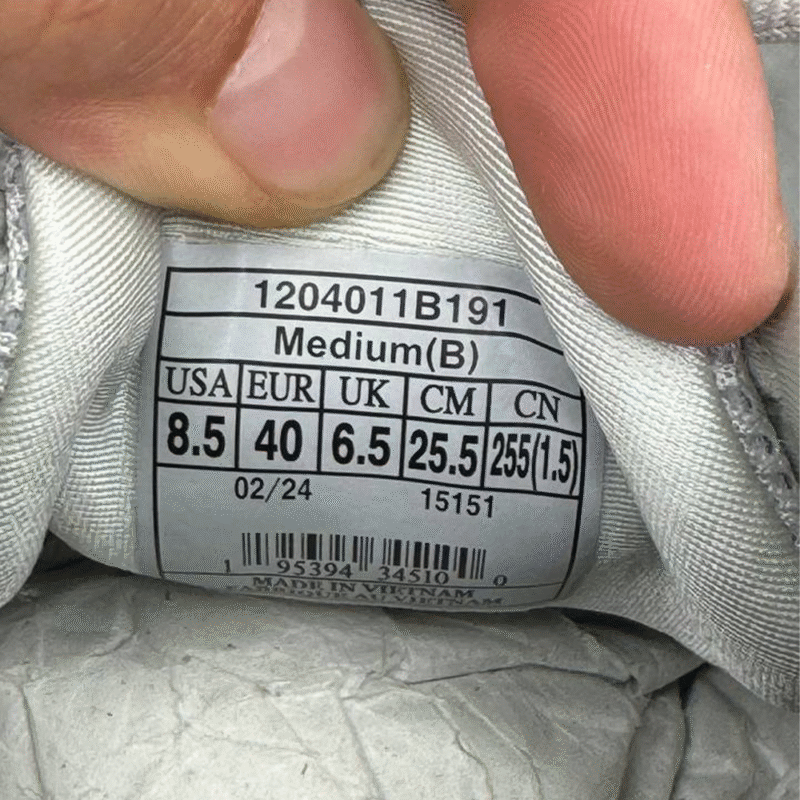 1204011B191
Medium(B)
USA EUR UK CM CN
8.5 40 6.5 25.5 255(1.5)
02/24 15151
1 95394 34510 0
MADE IN VIETNAM
FABRIQUE AU VIETNAM